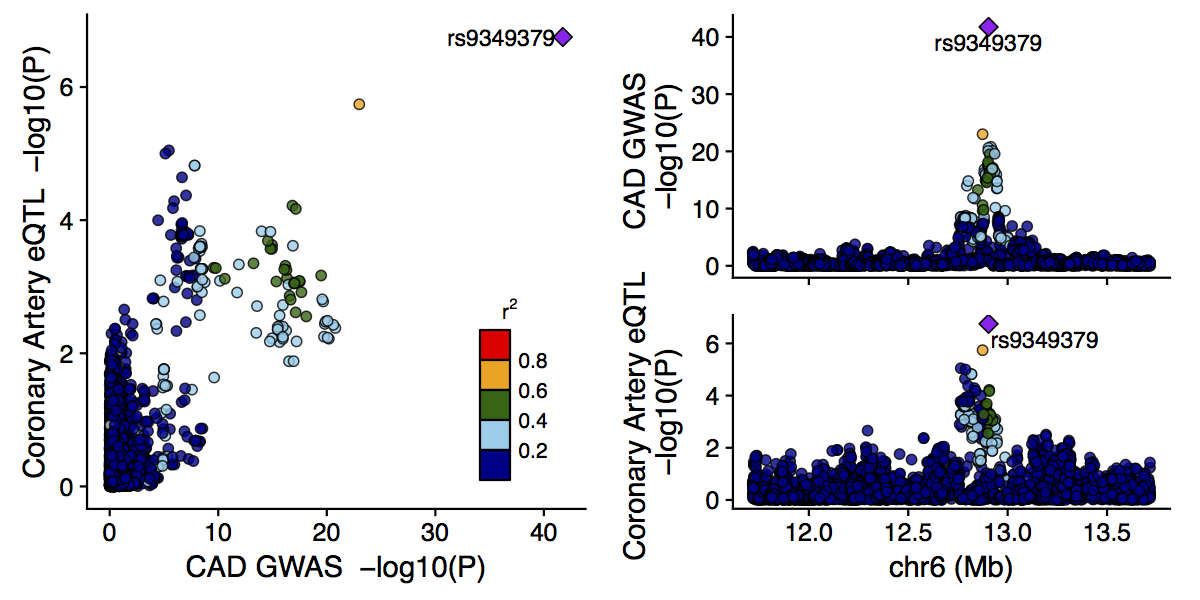 Coronary Artery eQTL −log10(P)
6
4
2
0
rs9349379
r2
0.8
0.6
0.4
0.2
0 10 20 30 40
CAD GWAS −log10(P)
CAD GWAS
−log10(P)
40
30
20
10
0
rs9349379
Coronary Artery eQTL
−log10(P)
6
4
2
0
rs9349379
12.0 12.5 13.0 13.5
chr6 (Mb)